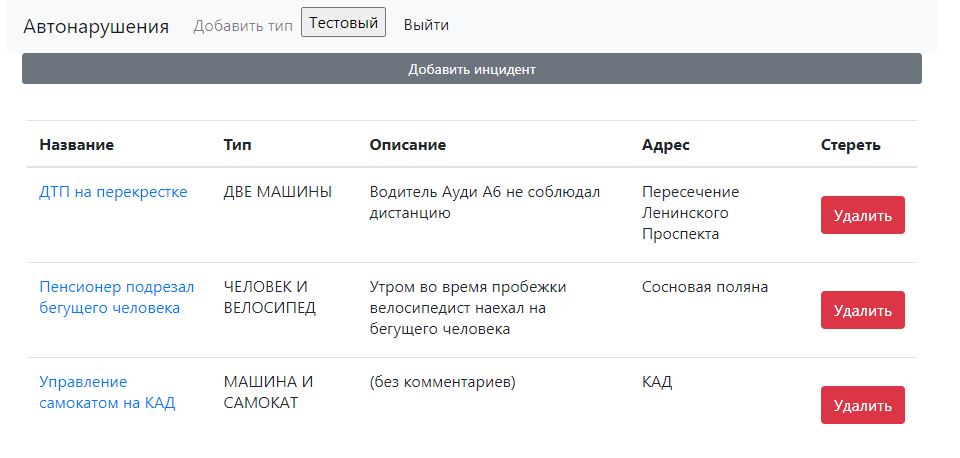 Автонарушения Добавить тип Тестовый Выйти
Добавить инцидент
Название Тип Описание Адрес Стереть
ДТП на перекрестке ДВЕ МАШИНЫ Водитель Ауди А6 не соблюдал Пересечение
дистанцию Ленинского
Проспекта
Удалить
Пенсионер подрезал ЧЕЛОВЕК И Утром во время пробежки Сосновая поляна
бегущего человека ВЕЛОСИПЕД велосипедист наехал на
бегущего человека
Удалить
Управление МАШИНА И (без комментариев) КАД
самокатом на КАД САМОКАТ
Удалить